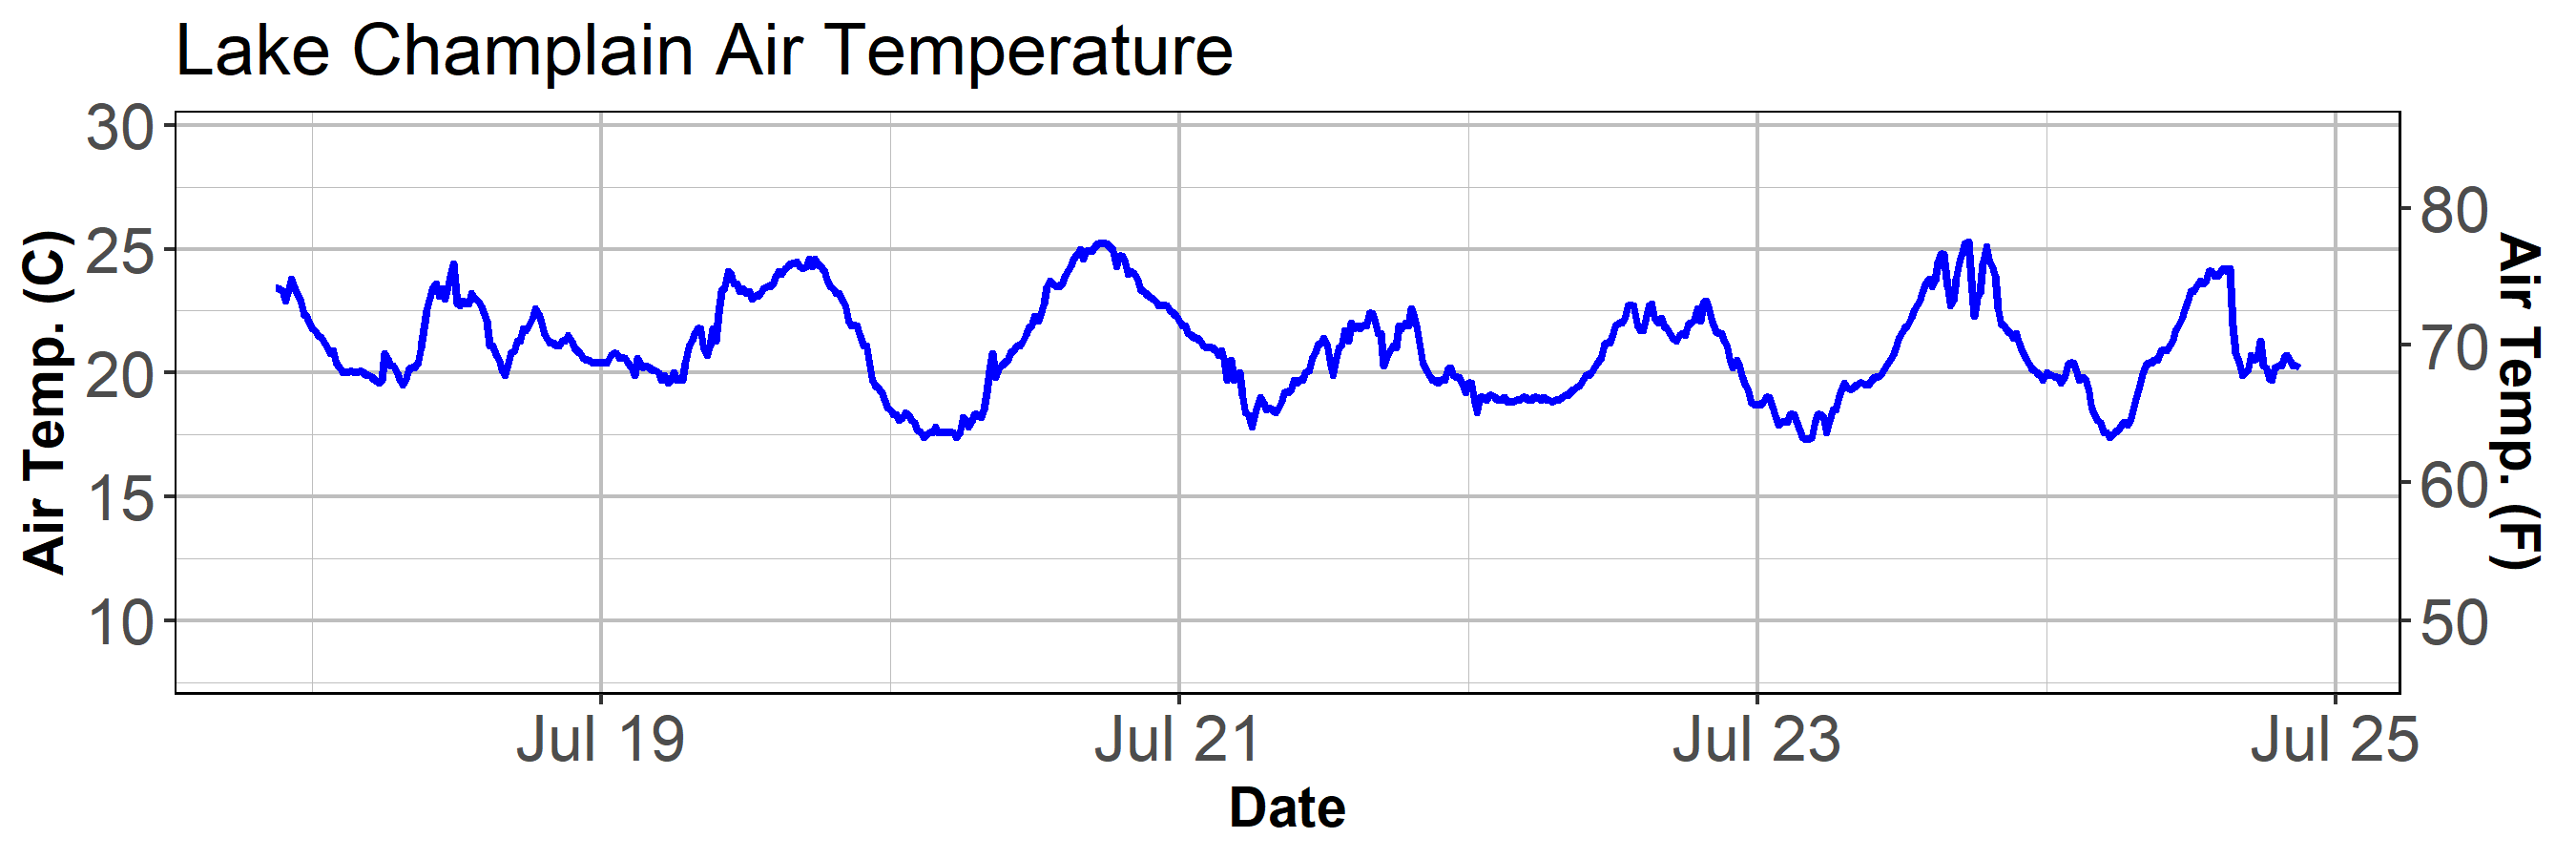 Lake Champlain Air Temperature
Air Temp. (C)
30
25
20
15
10
80
70
60
50
Air Temp. (F)
Jul 19
Jul 21
Jul 23
Jul 25
Date